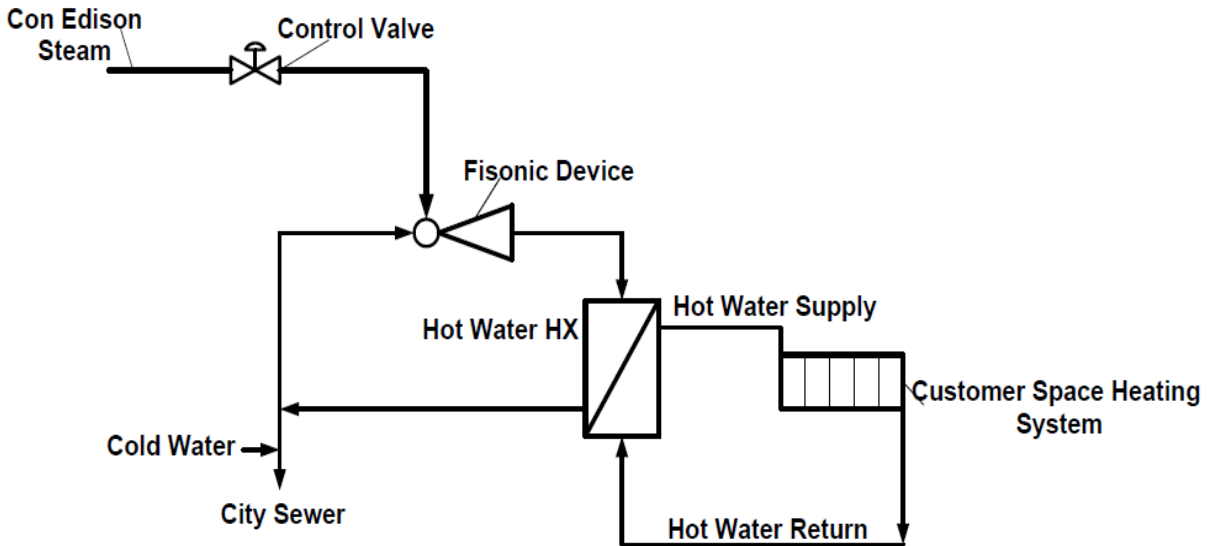 Con Edison
Steam
Control Valve
Fisonic Device
Hot Water HX
Hot Water Supply
Customer Space Heating
System
Cold Water
City Sewer
Hot Water Return